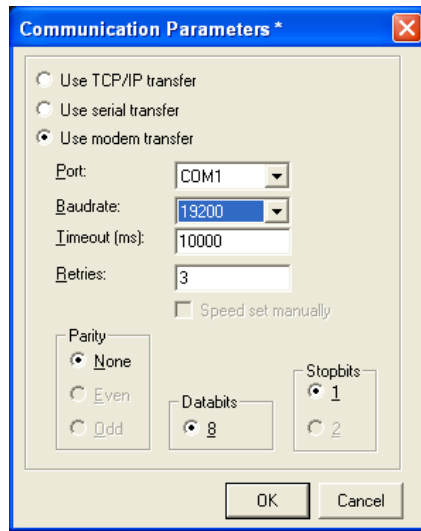 Communication Parameters *
Use TCP/IP transfer
Use serial transfer
Use modem transfer
Port: COM1
Baudrate: 19200
Timeout (ms): 10000
Retries: 3
Speed set manually
Parity
None
Even
Odd
Databits
8
Stopbits
1
2
OK Cancel